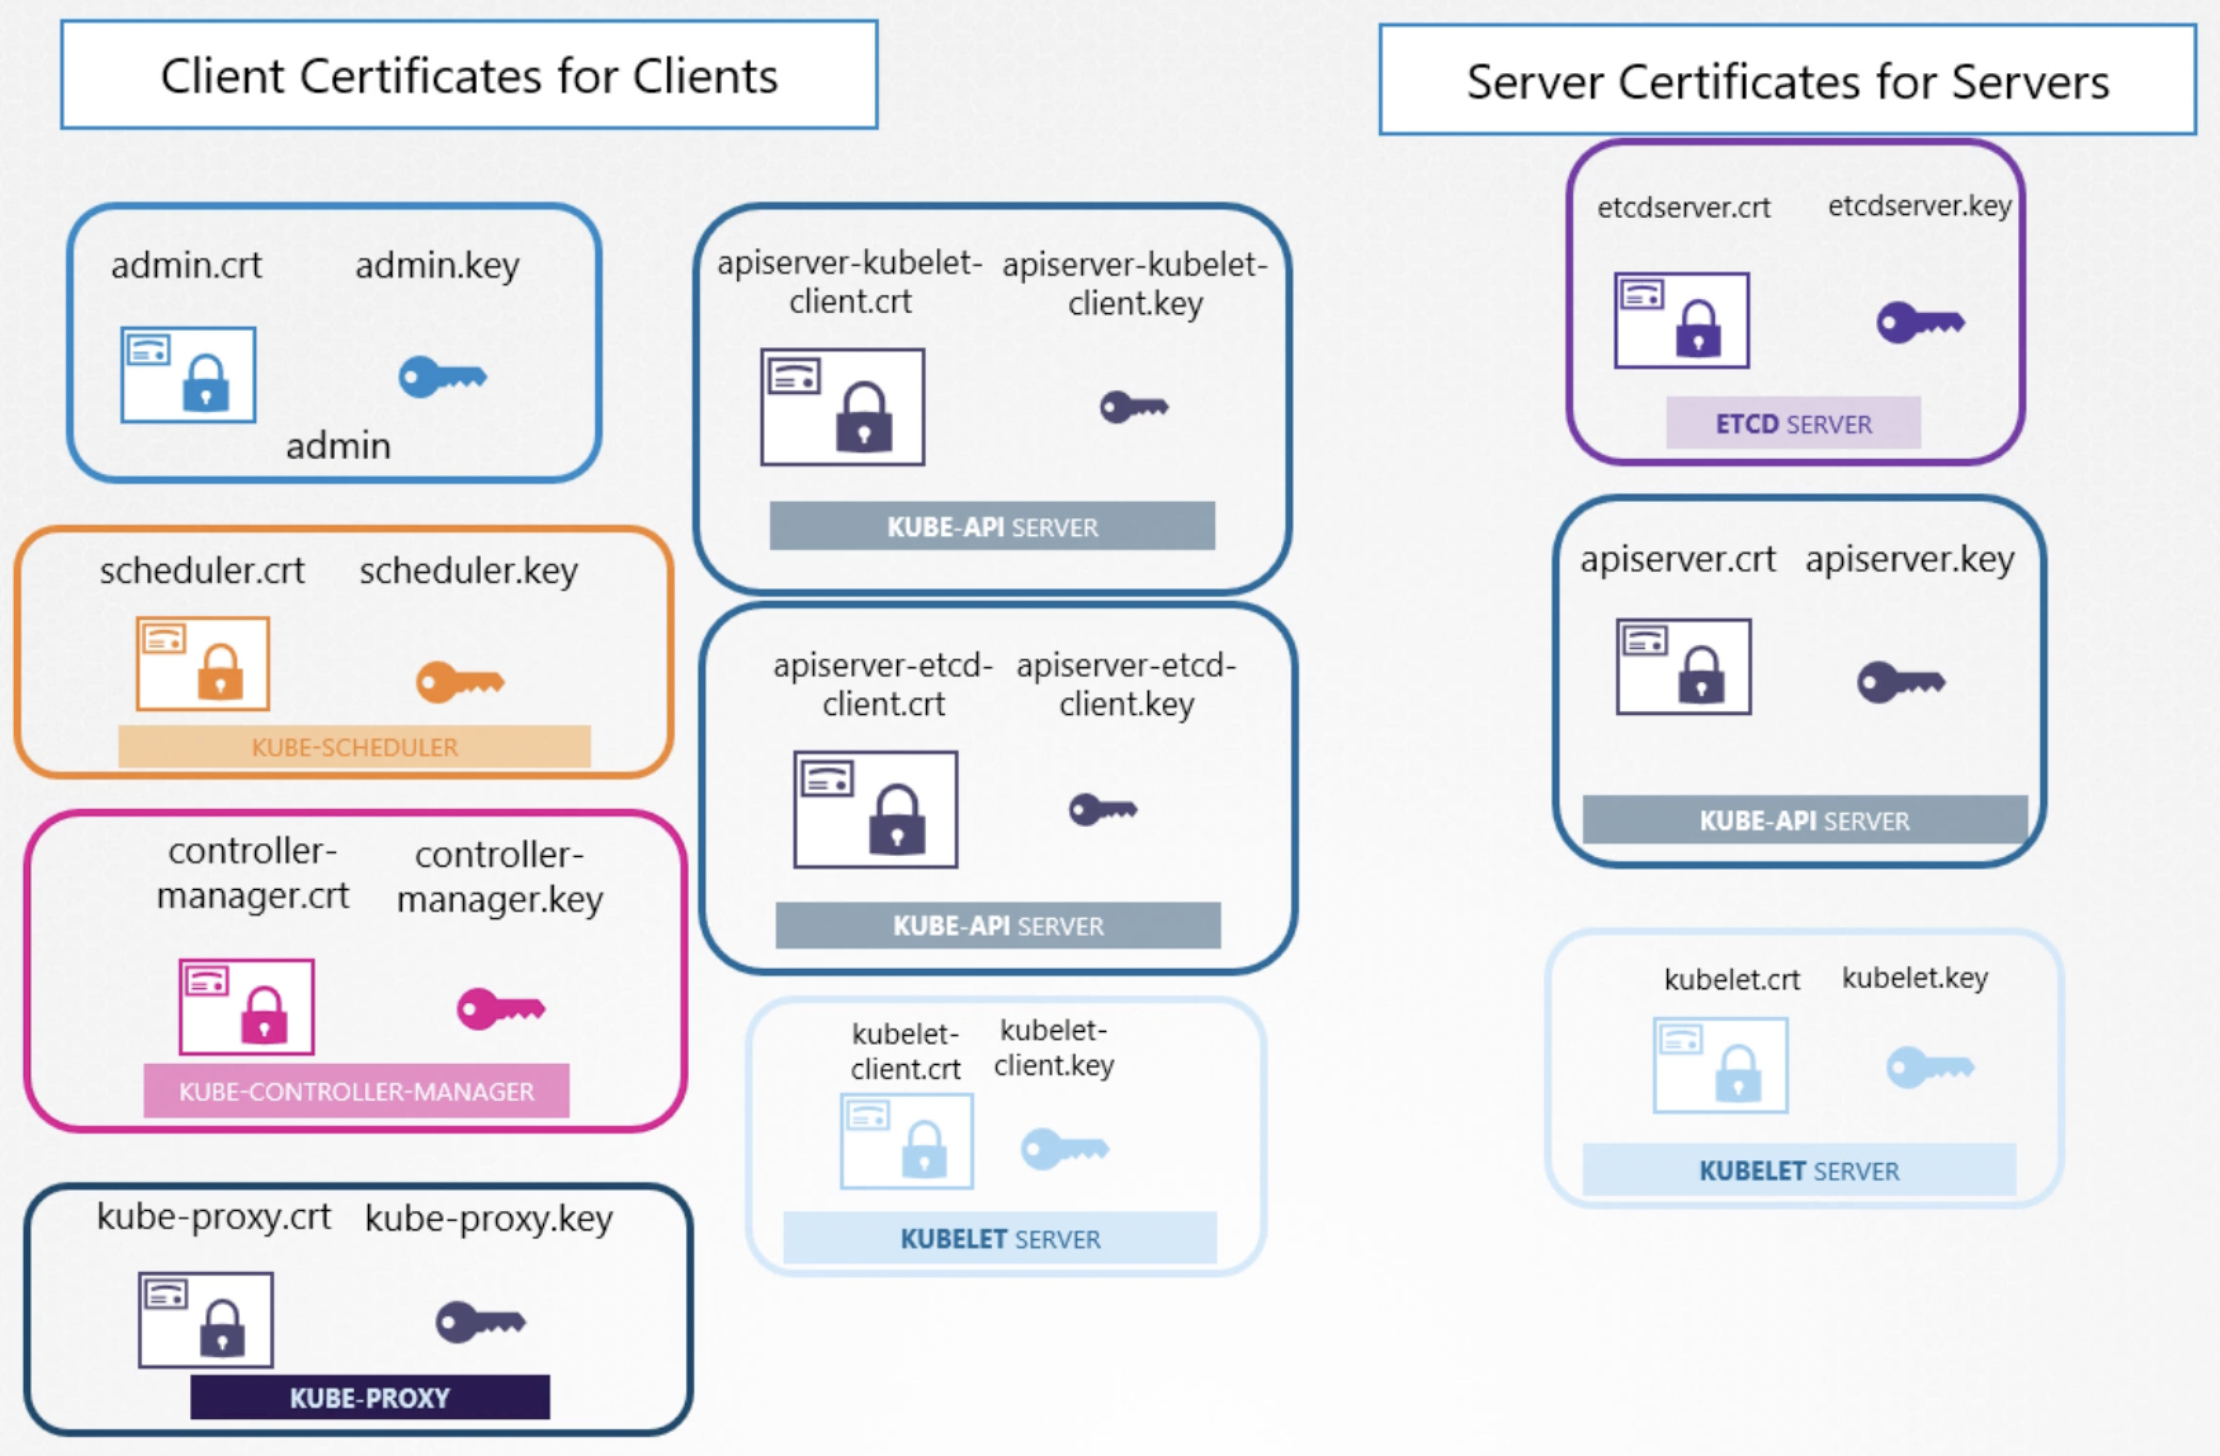 Client Certificates for Clients
Server Certificates for Servers
admin.crt
admin.key
admin
scheduler.crt
scheduler.key
KUBE-SCHEDULER
controller-
manager.crt
controller-
manager.key
KUBE-CONTROLLER-MANAGER
kube-proxy.crt
kube-proxy.key
KUBE-PROXY
apiserver-kubelet-
client.crt
apiserver-kubelet-
client.key
KUBE-API SERVER
apiserver-etcd-
client.crt
apiserver-etcd-
client.key
KUBE-API SERVER
kubelet-
client.crt
kubelet-
client.key
KUBELET SERVER
etcdserver.crt
etcdserver.key
ETCD SERVER
apiserver.crt
apiserver.key
KUBE-API SERVER
kubelet.crt
kubelet.key
KUBELET SERVER